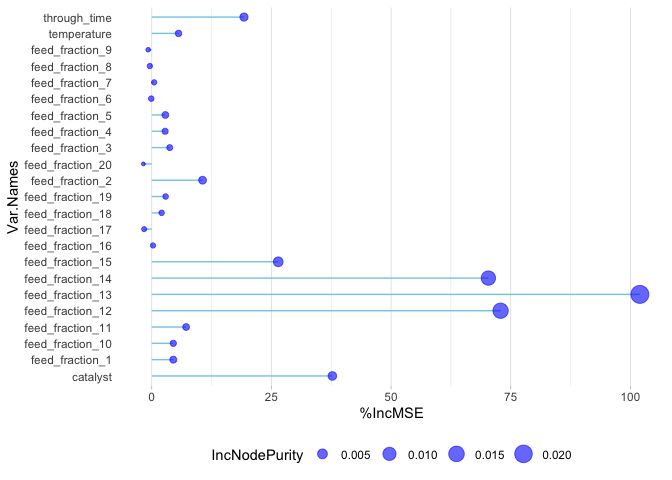 through_time
temperature
feed_fraction_9
feed_fraction_8
feed_fraction_7
feed_fraction_6
feed_fraction_5
feed_fraction_4
feed_fraction_3
feed_fraction_20
feed_fraction_2
feed_fraction_19
feed_fraction_18
feed_fraction_17
feed_fraction_16
feed_fraction_15
feed_fraction_14
feed_fraction_13
feed_fraction_12
feed_fraction_11
feed_fraction_10
feed_fraction_1
catalyst
Var.Names
0 25 50 75 100
%IncMSE
IncNodePurity 0.005 0.010 0.015 0.020